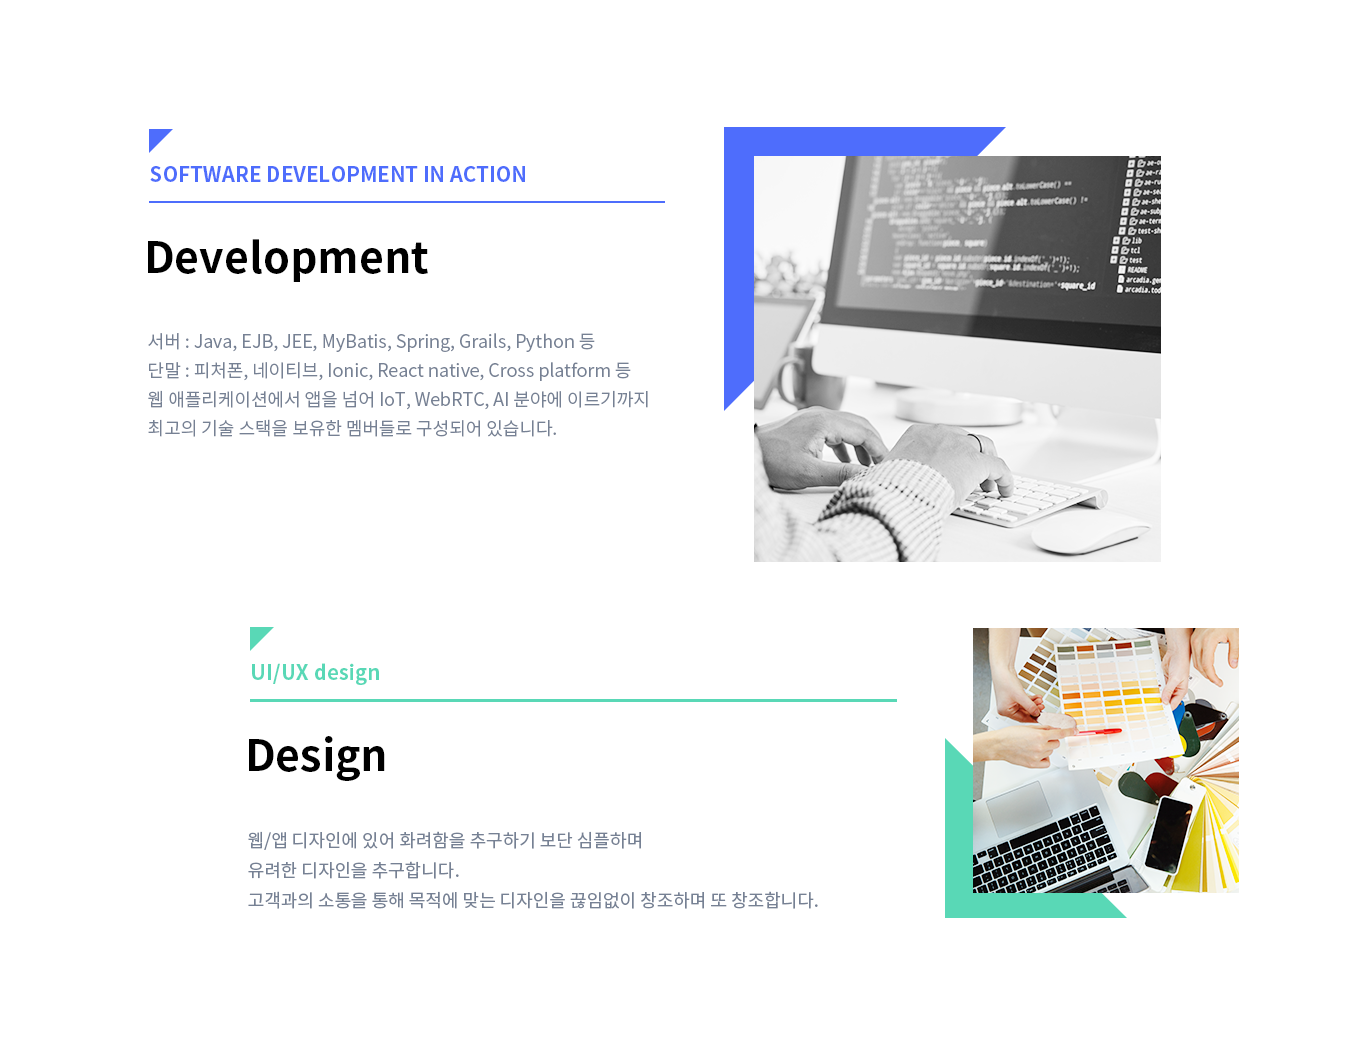 SOFTWARE DEVELOPMENT IN ACTION
Development
서버 : Java, EJB, JEE, MyBatis, Spring, Grails, Python 등
단말 : 피처폰, 네이티브, Ionic, React native, Cross platform 등
웹 애플리케이션에서 앱을 넘어 IoT, WebRTC, AI 분야에 이르기까지
최고의 기술 스택을 보유한 멤버들로 구성되어 있습니다.
UI/UX design
Design
웹/앱 디자인에 있어 화려함을 추구하기 보단 심플하며
유려한 디자인을 추구합니다.
고객과의 소통을 통해 목적에 맞는 디자인을 끊임없이 창조하며 또 창조합니다.